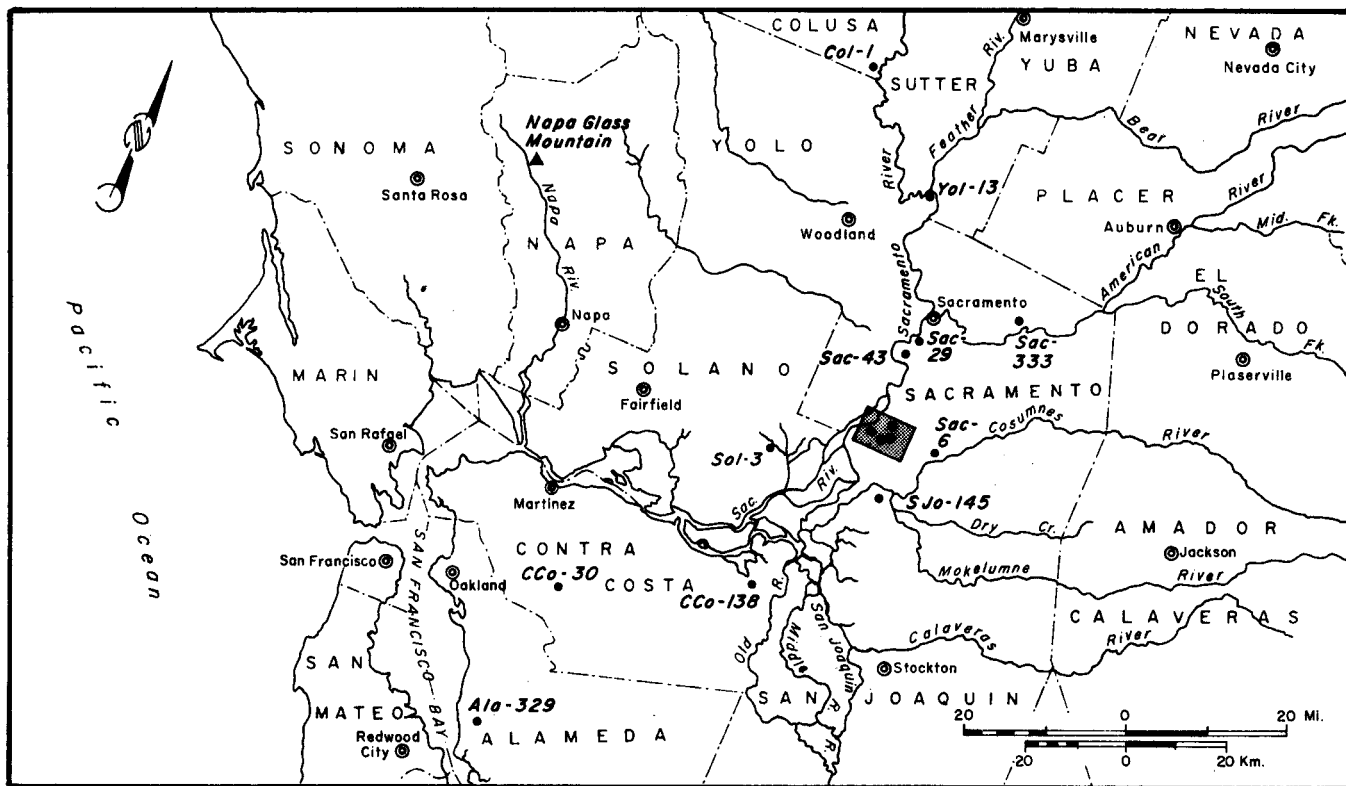 COLUSA
Col-1
Riv.
Marysville
NEVADA
Nevada City
SUTTER
YUBA
Feather
Bear
River
Napa Glass
Mountain
SONOMA
Santa Rosa
YOLO
River
Yol-13
PLACER
River
Auburn
Mid.
Fk.
Napa
Riv.
NAPA
Woodland
American
Sacramento
EL
South
Fk.
DORADO
Napa
Sacramento
Sac-
29
Sac-
333
Sac-43
Plaserville
Pacific
Ocean
MARIN
SOLANO
Fairfield
SACRAMENTO
San Rafael
Sol-3
Sac-
6
Cosumnes
River
Martinez
Sac.
Riv.
SJo-145
Dry
Cr.
AMADOR
Jackson
San Francisco
Oakland
CONTRA
COSTA
CCo-30
CCo-138
Mokelumne
River
CALAVERAS
SAN FRANCISCO BAY
Old
R.
Middle
R.
San Joaquin
R.
Calaveras
River
Stockton
SAN JOAQUIN
SAN
MATEO
Redwood
City
Ala-329
ALAMEDA
20
0
20 Mi.
20
0
20 Km.